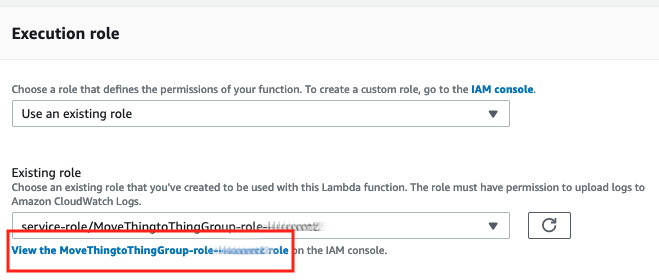 Execution role
Choose a role that defines the permissions of your function. To create a custom role, go to the IAM console.
Use an existing role
Existing role
Choose an existing role that you've created to be used with this Lambda function. The role must have permission to upload logs to
Amazon CloudWatch Logs.
service-role/MoveThingtoThingGroup-role-
View the MoveThingtoThingGroup-role- role on the IAM console.